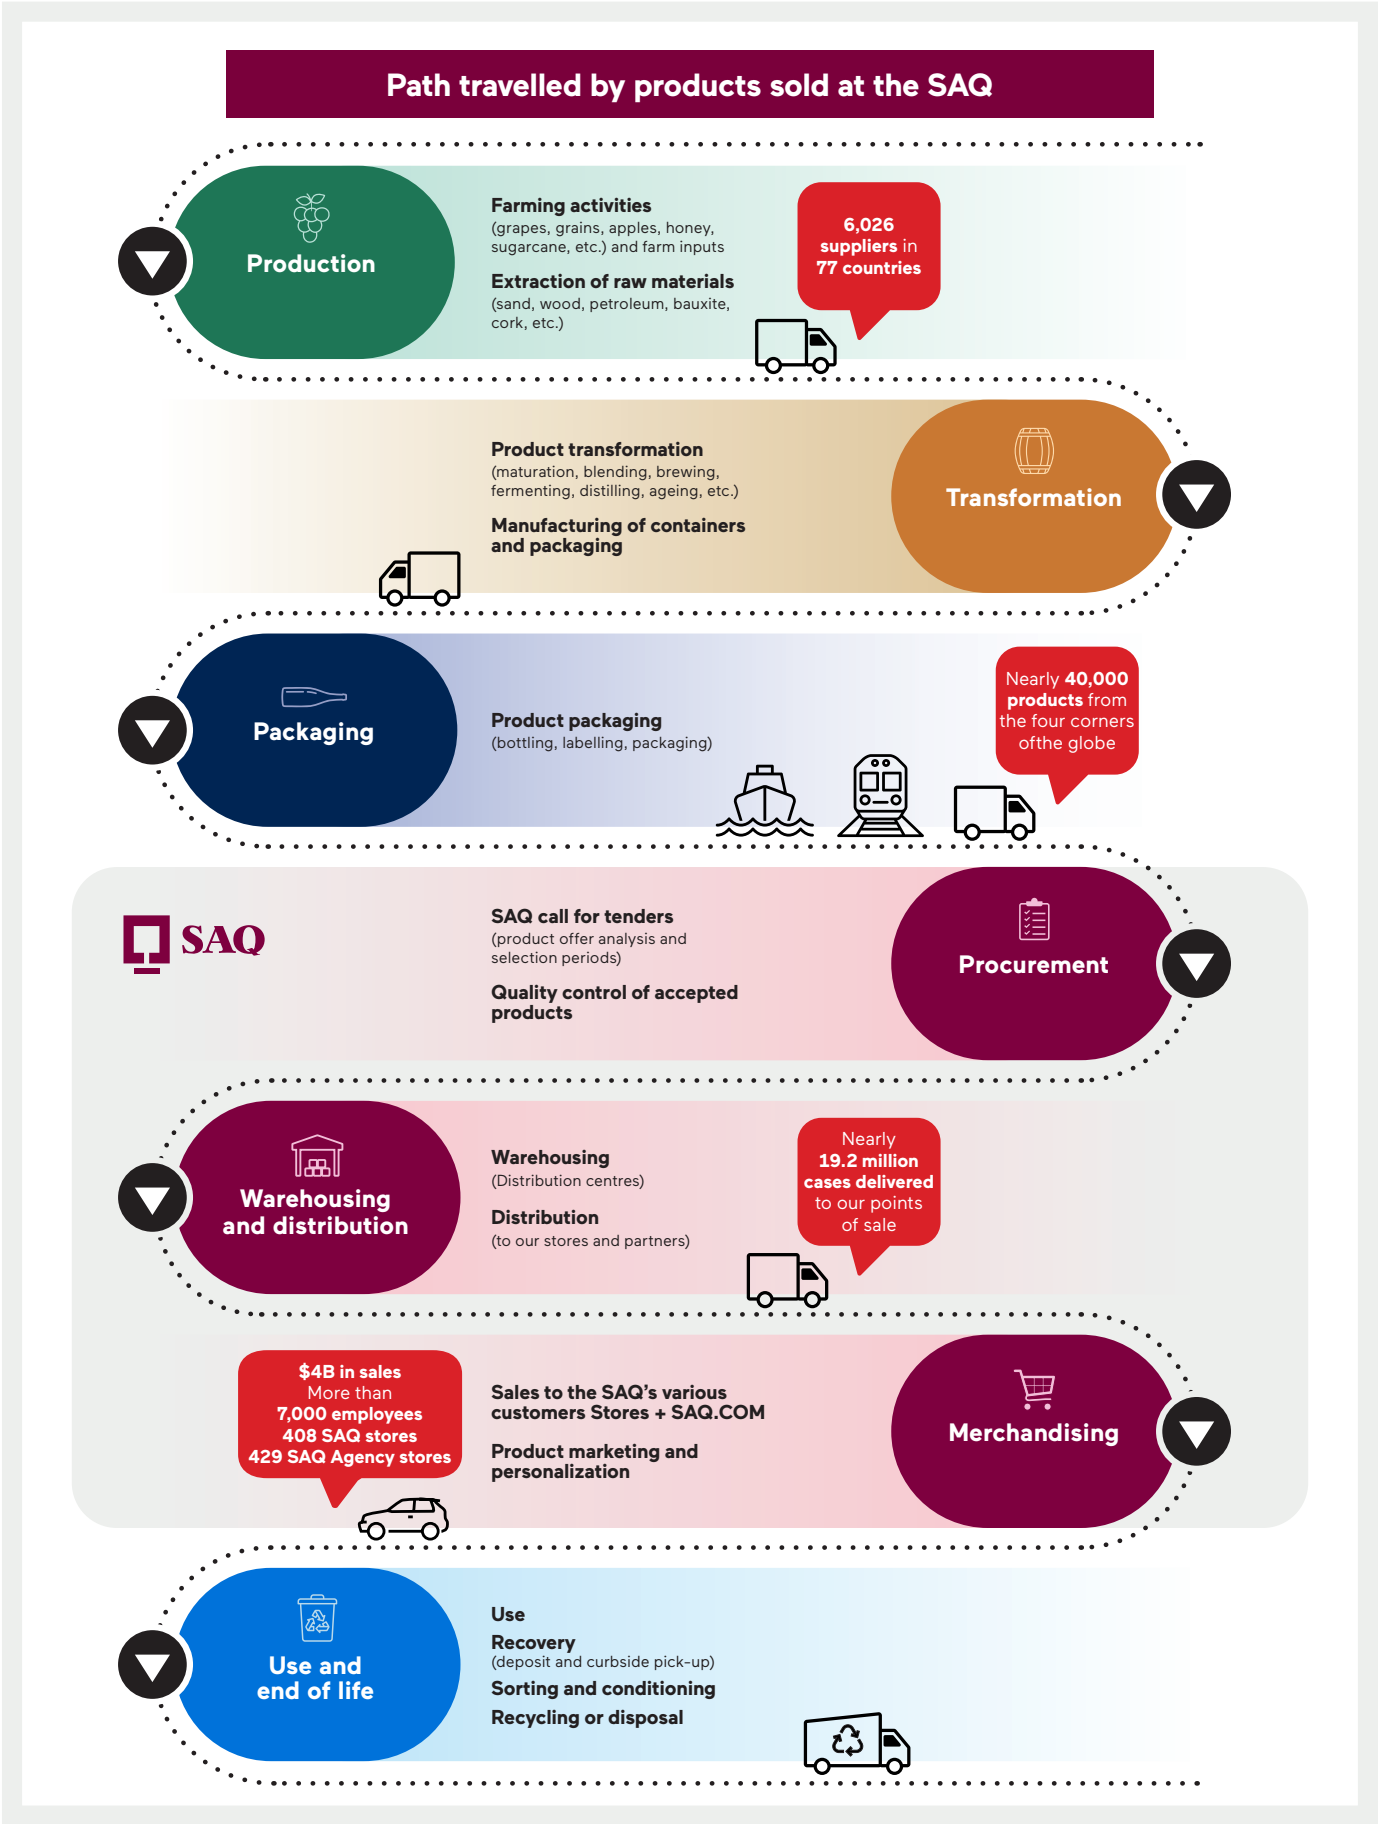 Path travelled by products sold at the SAQ
Production
Farming activities
(grapes, grains, apples, honey,
sugarcane, etc.) and farm inputs
Extraction of raw materials
(sand, wood, petroleum, bauxite,
cork, etc.)
6,026
suppliers in
77 countries
Product transformation
(maturation, blending, brewing,
fermenting, distilling, ageing, etc.)
Manufacturing of containers
and packaging
Transformation
Packaging
Product packaging
(bottling, labelling, packaging)
Nearly 40,000
products from
the four corners
ofthe globe
SAQ
SAQ call for tenders
(product offer analysis and
selection periods)
Quality control of accepted
products
Procurement
Warehousing
and distribution
Warehousing
(Distribution centres)
Distribution
(to our stores and partners)
Nearly
19.2 million
cases delivered
to our points
of sale
$4B in sales
More than
7,000 employees
408 SAQ stores
429 SAQ Agency stores
Sales to the SAQ’s various
customers Stores + SAQ.COM
Product marketing and
personalization
Merchandising
Use and
end of life
Use
Recovery
(deposit and curbside pick-up)
Sorting and conditioning
Recycling or disposal